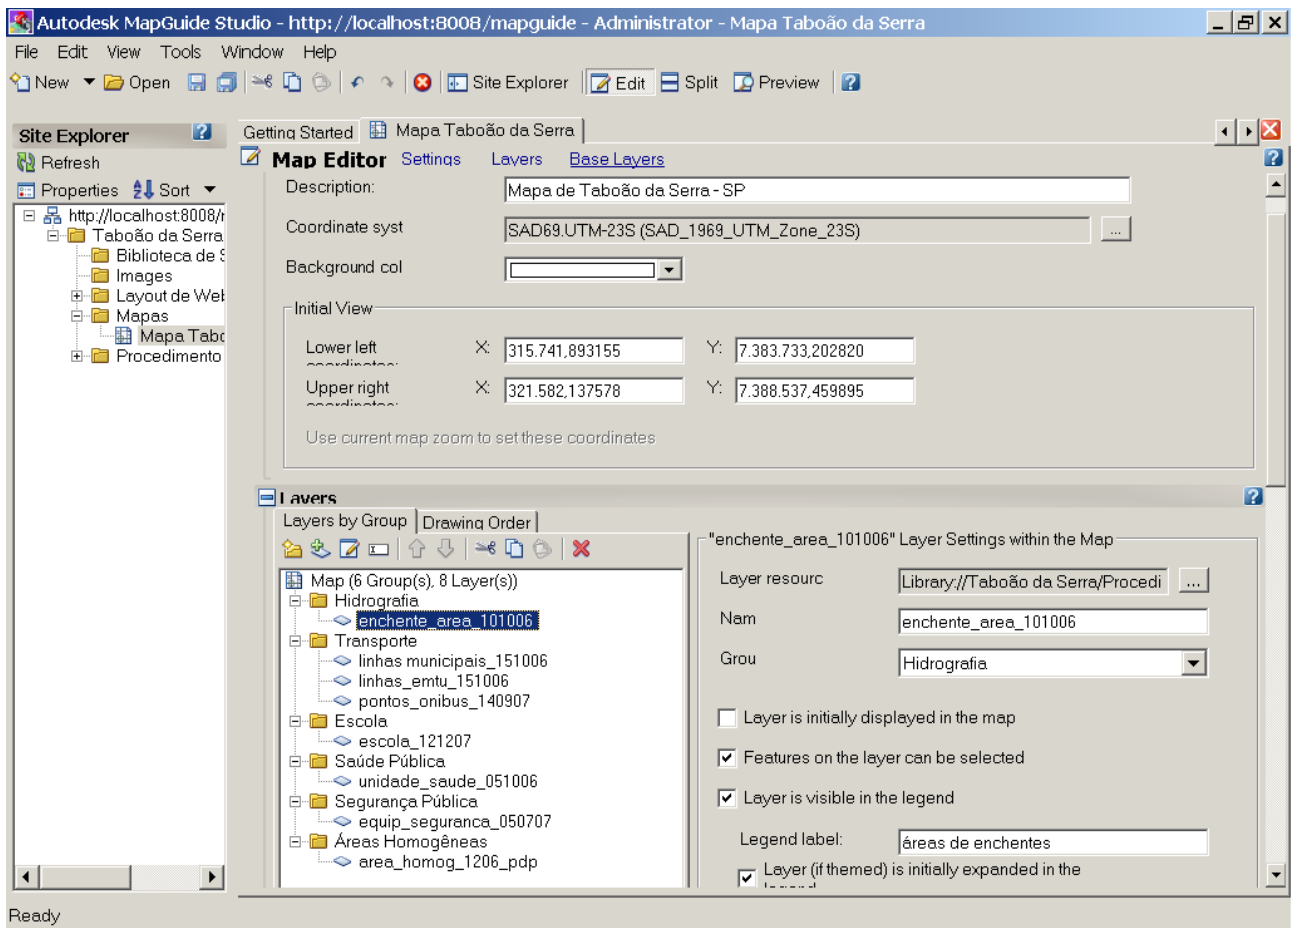 Autodesk MapGuide Studio - http://localhost:8008/mapguide - Administrator - Mapa Taboão da Serra
File Edit View Tools Window Help
New Open Site Explorer Edit Split Preview
Site Explorer
Refresh
Properties Sort
http://localhost:8008/r
Taboão da Serra
Biblioteca de S
Images
Layout de Wel
Mapas
Mapa Tabo
Procedimento
Getting Started Mapa Taboão da Serra
Map Editor Settings Layers Base Layers
Description: Mapa de Taboão da Serra - SP
Coordinate syst SAD69.UTM-23S (SAD_1969_UTM_Zone_23S) ...
Background col
Initial View
Lower left X: 315.741,893155 Y: 7.383.733,202820
Upper right X: 321.582,137578 Y: 7.388.537,459895
Use current map zoom to set these coordinates
Layers
Layers by Group Drawing Order
Map (6 Group(s), 8 Layer(s))
Hidrografia
enchente_area_101006
Transporte
linhas municipais_151006
linhas_emtu_151006
pontos_onibus_140907
Escola
escola_121207
Saúde Pública
unidade_saude_051006
Segurança Pública
equip_seguranca_050707
Áreas Homogêneas
area_homog_1206_pdp
"enchente_area_101006" Layer Settings within the Map
Layer resourc Library://Taboão da Serra/Procedi ...
Nam enchente_area_101006
Grou Hidrografia
Layer is initially displayed in the map
Features on the layer can be selected
Layer is visible in the legend
Legend label: áreas de enchentes
Layer (if themed) is initially expanded in the
Ready